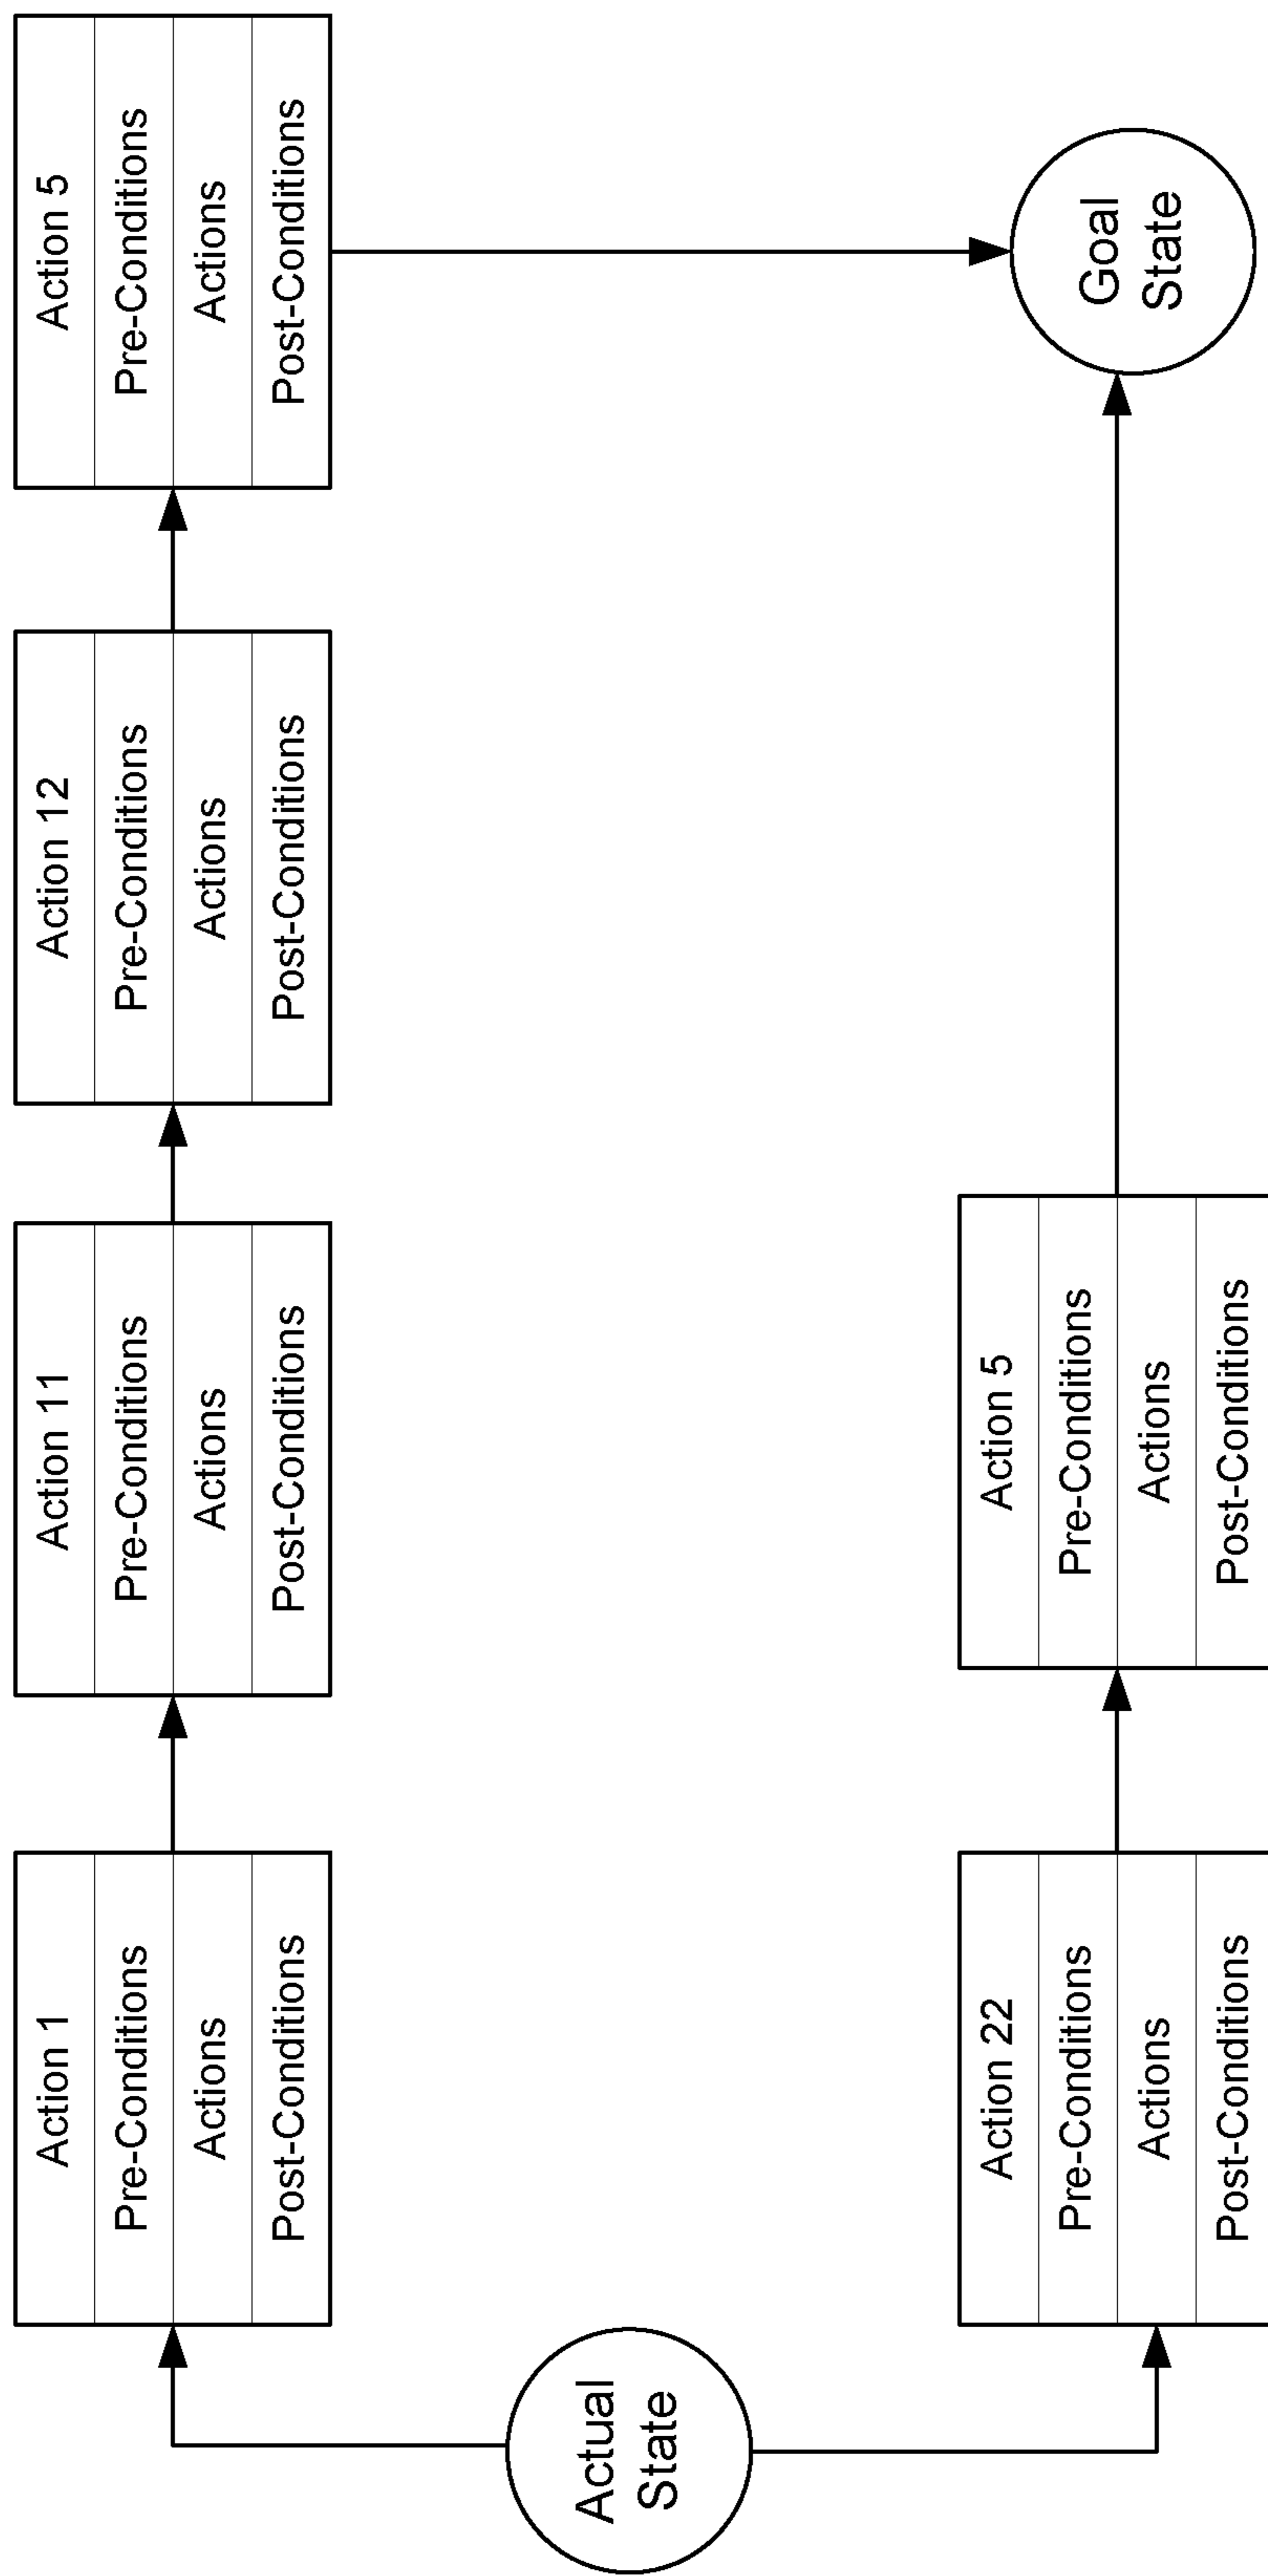 Action 1
Pre-Conditions
Actions
Post-Conditions
Action 11
Pre-Conditions
Actions
Post-Conditions
Action 12
Pre-Conditions
Actions
Post-Conditions
Action 5
Pre-Conditions
Actions
Post-Conditions
Actual
State
Action 22
Pre-Conditions
Actions
Post-Conditions
Action 5
Pre-Conditions
Actions
Post-Conditions
Goal
State